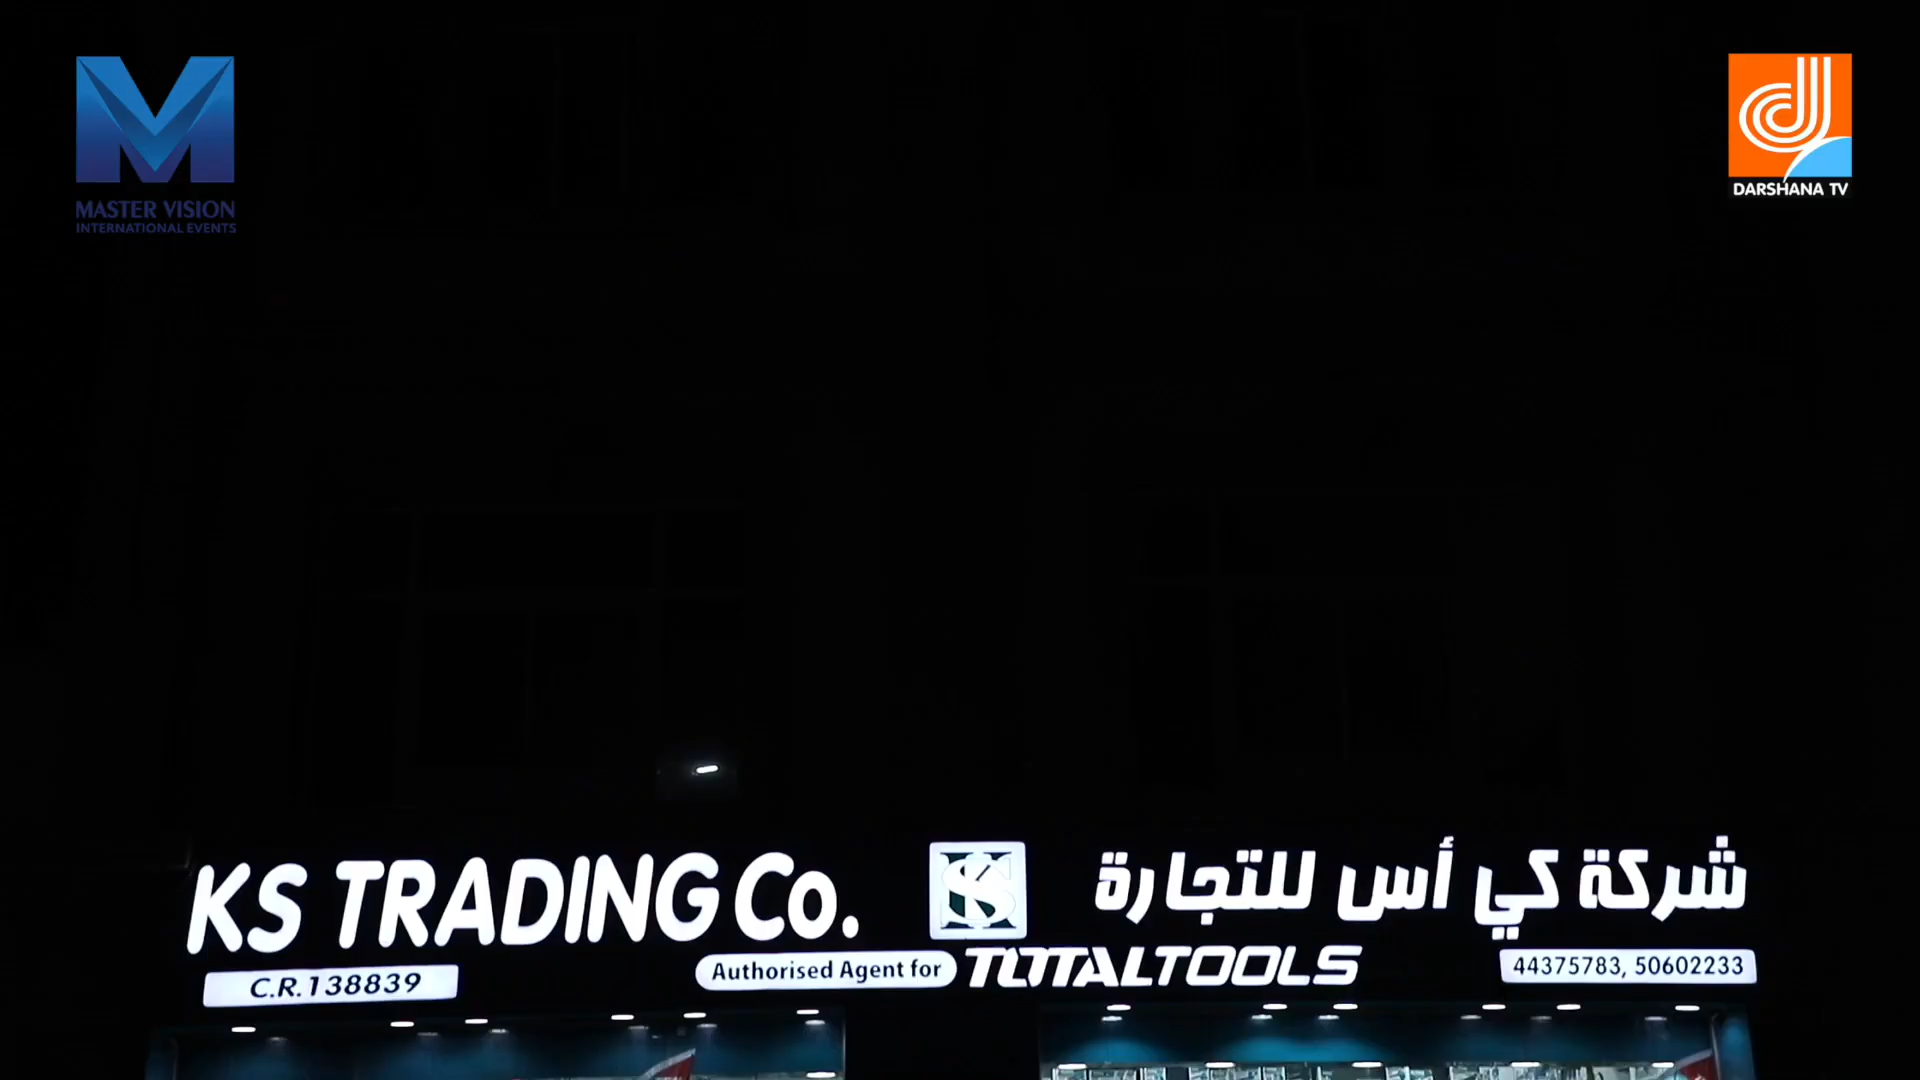 MASTER VISION
INTERNATIONAL EVENTS
DARSHANA TV
KS TRADING Co.
KS
شركة كي أس للتجارة
C.R.138839
Authorised Agent for TOTALTOOLS
44375783, 50602233